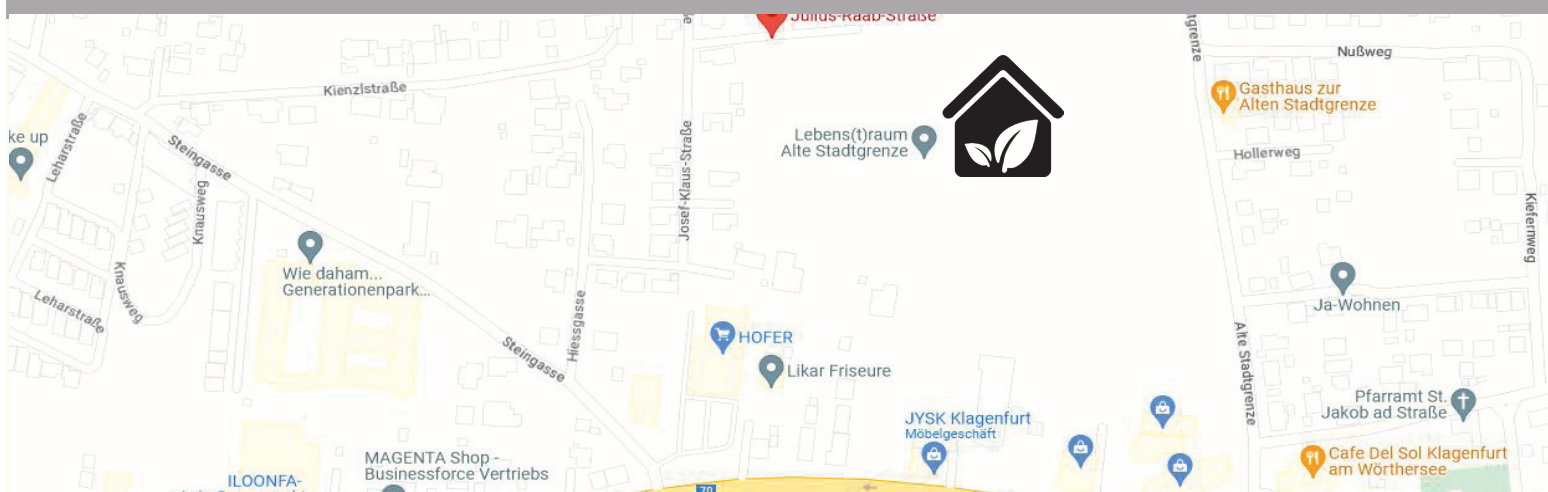 Julius-Raab-Straße
tgrenze
Nußweg
Kienzlstraße
Gasthaus zur
Alten Stadtgrenze
ke up
Leharstraße
Steingasse
Lebens(t)raum
Alte Stadtgrenze
Josef-Klaus-Straße
Hollerweg
Knausweg
Kiefernweg
Wie daham...
Generationenpark...
Knausweg
Leharstraße
Ja-Wohnen
Hiessgasse
HOFER
Steingasse
Alte Stadtgrenze
Likar Friseure
Pfarramt St.
Jakob ad Straße
JYSK Klagenfurt
Möbelgeschäft
MAGENTA Shop -
Businessforce Vertriebs
Cafe Del Sol Klagenfurt
am Wörthersee
ILOONFA-
70